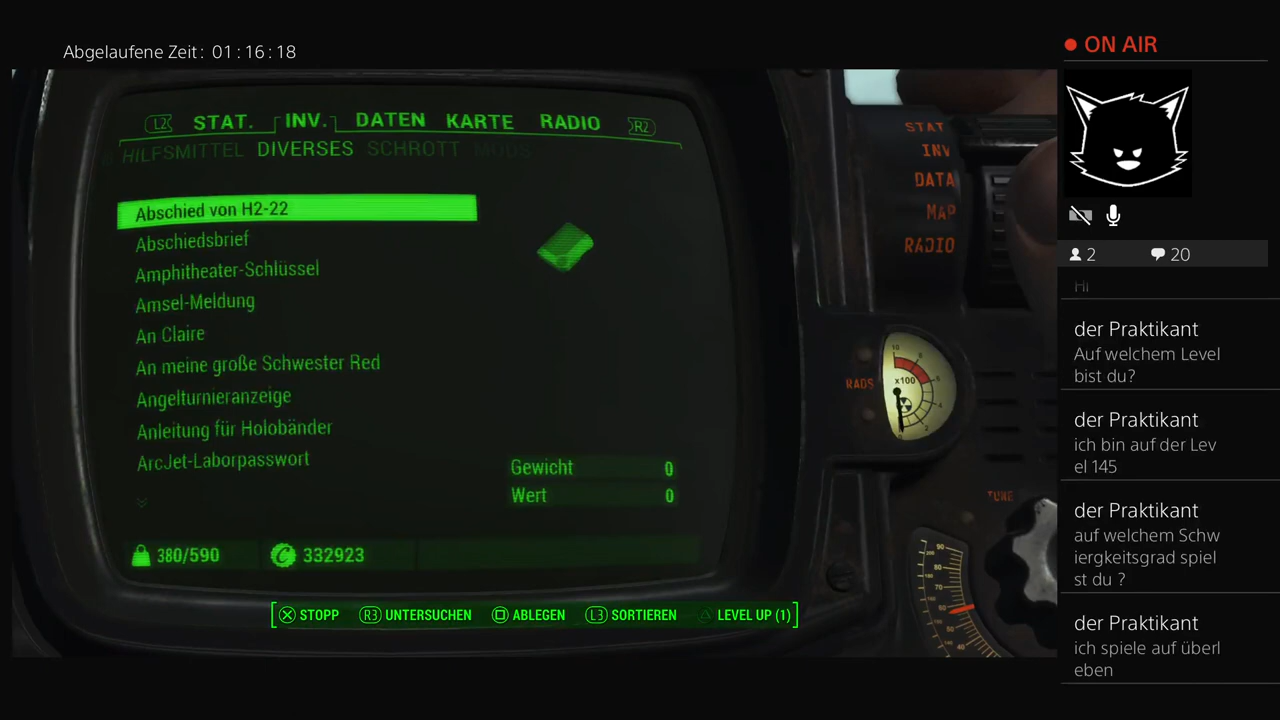 Abgelaufene Zeit: 01:16:18
ON AIR
L2 STAT. INV. DATEN KARTE RADIO R2
HILFSMITTEL DIVERSES SCHROTT MODS
Abschied von H2-22
Abschiedsbrief
Amphitheater-Schlüssel
Amsel-Meldung
An Claire
An meine große Schwester Red
Angelturnieranzeige
Anleitung für Holobänder
ArcJet-Laborpasswort
Gewicht 0
Wert 0
380/590 332923
STOPP R3 UNTERSUCHEN ABLEGEN L3 SORTIEREN LEVEL UP (1)
STAT
INV
DATA
MAP
RADIO
RADS
x100
TUNE
2 20
Hi
der Praktikant
Auf welchem Level
bist du?
der Praktikant
ich bin auf der Lev
el 145
der Praktikant
auf welchem Schw
iergkeitsgrad spiel
st du ?
der Praktikant
ich spiele auf überl
eben